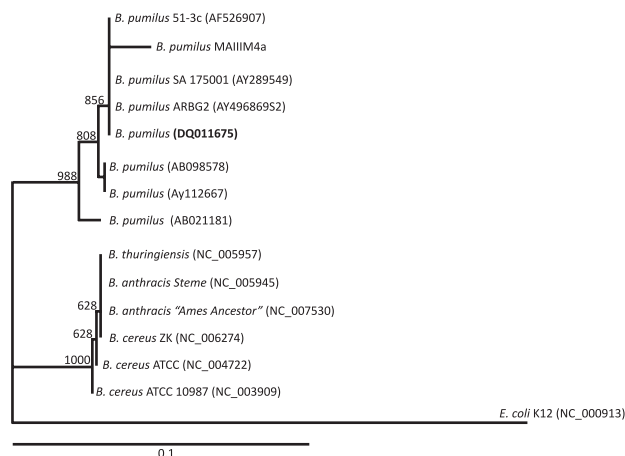 B. pumilus 51-3c (AF526907)
B. pumilus MAIIIM4a
B. pumilus SA 175001 (AY289549)
856
B. pumilus ARBG2 (AY496869S2)
B. pumilus (DQ011675)
808
B. pumilus (AB098578)
988
B. pumilus (Ay112667)
B. pumilus (AB021181)
B. thuringiensis (NC_005957)
B. anthracis Steme (NC_005945)
628
B. anthracis “Ames Ancestor” (NC_007530)
628
B. cereus ZK (NC_006274)
1000
B. cereus ATCC (NC_004722)
B. cereus ATCC 10987 (NC_003909)
E. coli K12 (NC_000913)
0.1